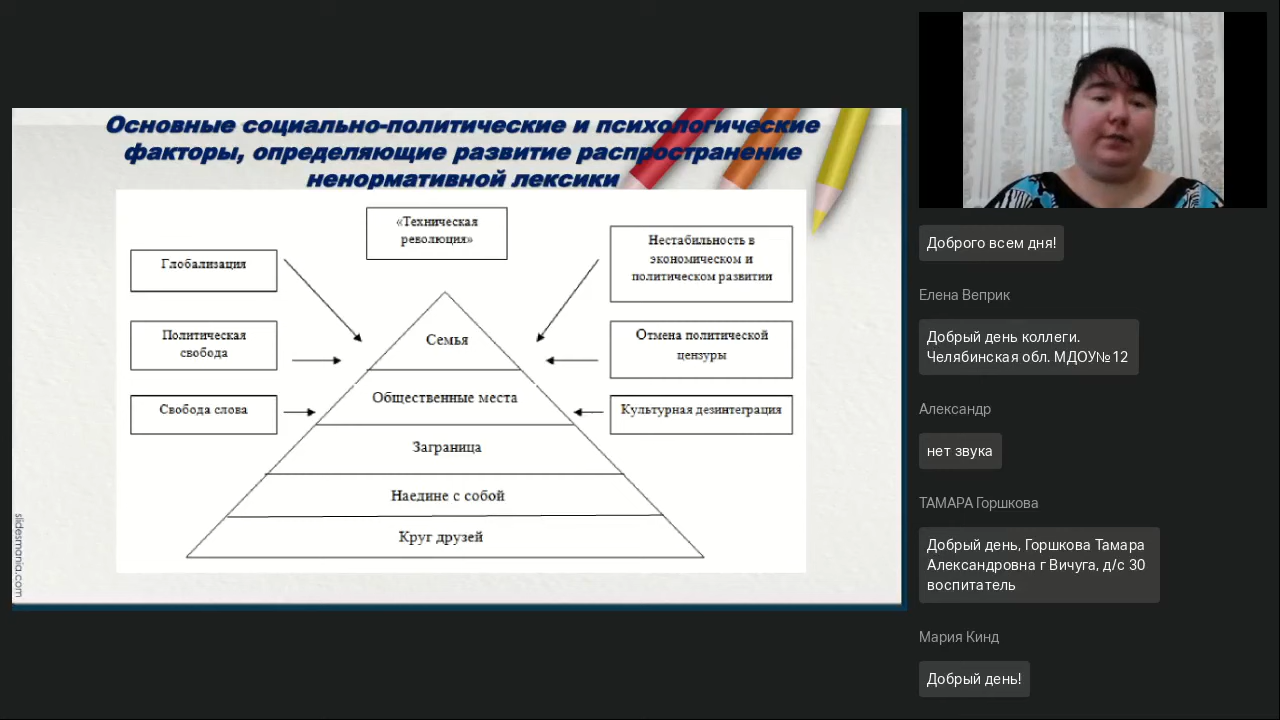 Основные социально-политические и психологические
факторы, определяющие развитие распространение
ненормативной лексики
«Техническая
революция»
Глобализация
Нестабильность в
экономическом и
политическом развитии
Политическая
свобода
Семья
Отмена политической
цензуры
Свобода слова
Общественные места
Культурная дезинтеграция
Заграница
Наедине с собой
Круг друзей
slidesmania.com
Доброго всем дня!
Елена Веприк
Добрый день коллеги.
Челябинская обл. МДОУ№12
Александр
нет звука
ТАМАРА Горшкова
Добрый день, Горшкова Тамара
Александровна г Вичуга, д/с 30
воспитатель
Мария Кинд
Добрый день!